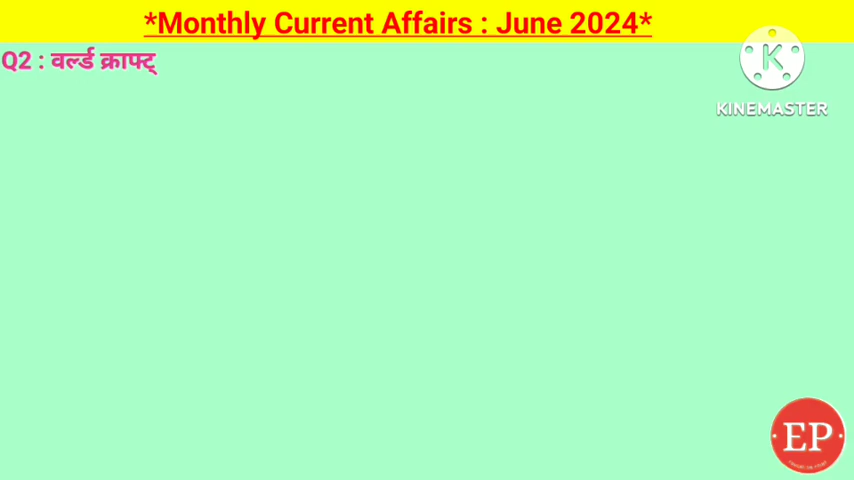 *Monthly Current Affairs : June 2024*
Q2 : वर्ल्ड क्राफ्ट्
K
KINEMASTER
EP